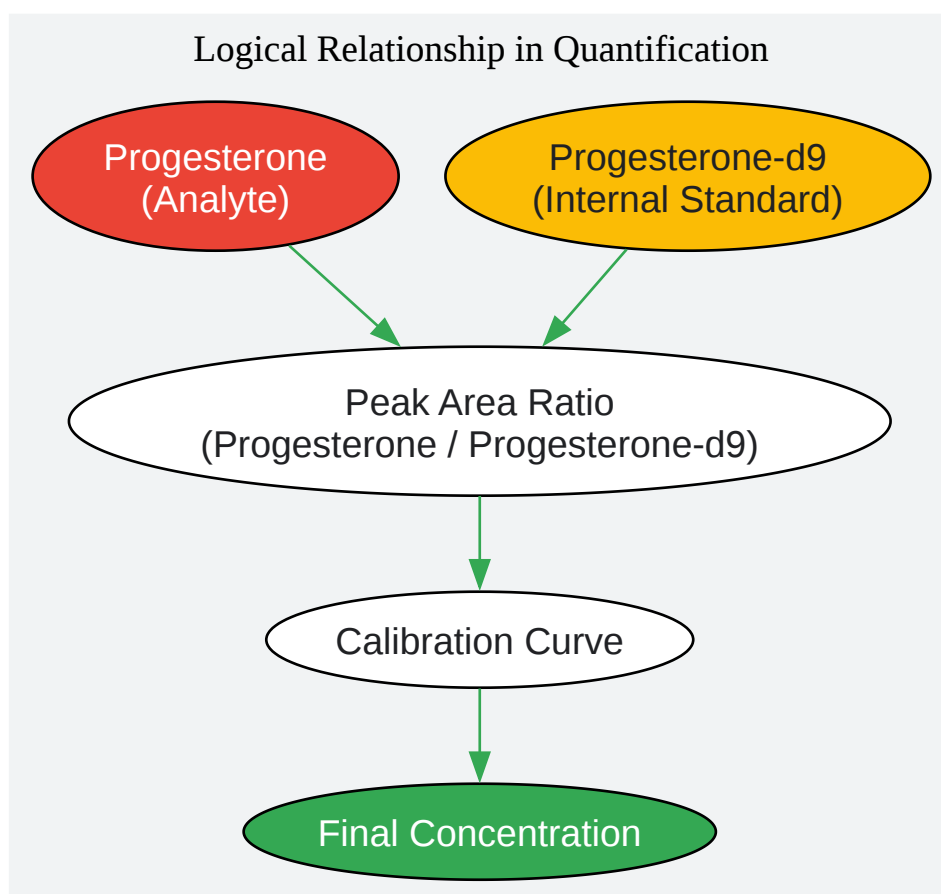 Logical Relationship in Quantification
Progesterone
(Analyte)
Progesterone-d9
(Internal Standard)
Peak Area Ratio
(Progesterone / Progesterone-d9)
Calibration Curve
Final Concentration